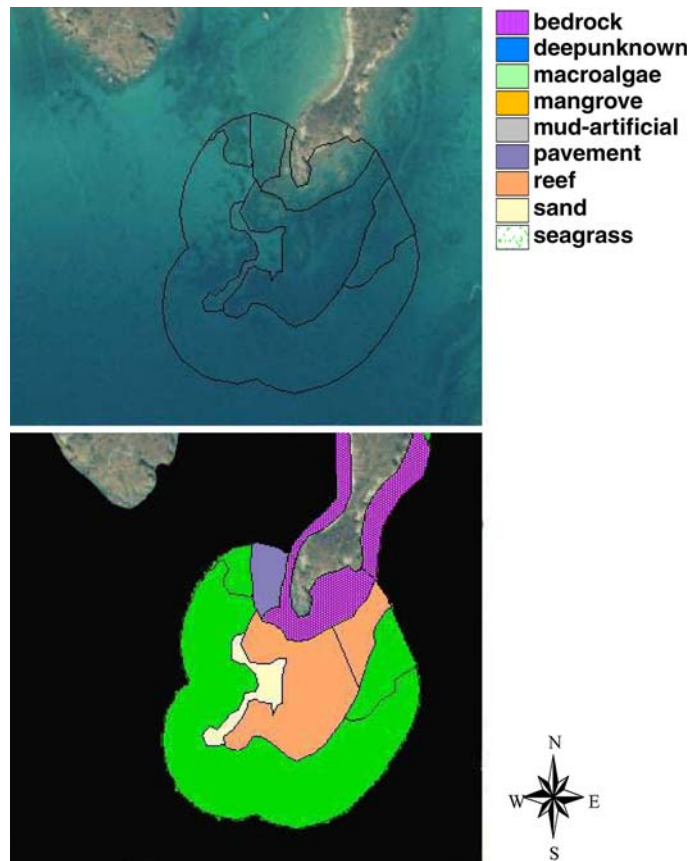 bedrock
deepunknown
macroalgae
mangrove
mud-artificial
pavement
reef
sand
seagrass
N
W E
S